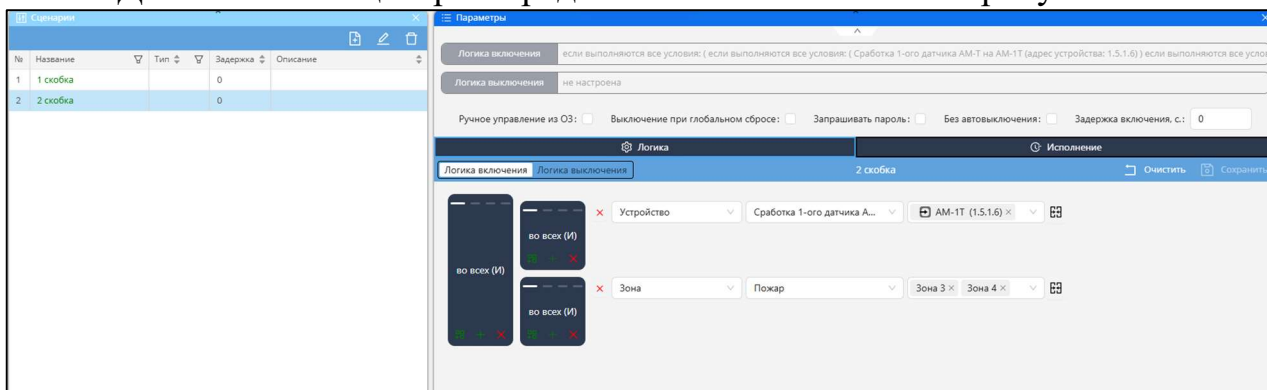 Сценарии
№ Название Тип Задержка Описание
1 1 скобка 0
2 2 скобка 0
Параметры
Логика включения если выполняются все условия: ( если выполняются все условия: ( Сработка 1-ого датчика АМ-Т на АМ-1Т (адрес устройства: 1.5.1.6) ) если выполняются все
Логика выключения не настроена
Ручное управление из ОЗ: Выключение при глобальном сбросе: Запрашивать пароль: Без автовыключения: Задержка включения, с.: 0
Логика Исполнение
Логика включения Логика выключения 2 скобка Очистить Сохранить
во всех (И)
во всех (И) Устройство Сработка 1-ого датчика А... АМ-1Т (1.5.1.6) ×
во всех (И) Зона Пожар Зона 3 × Зона 4 ×